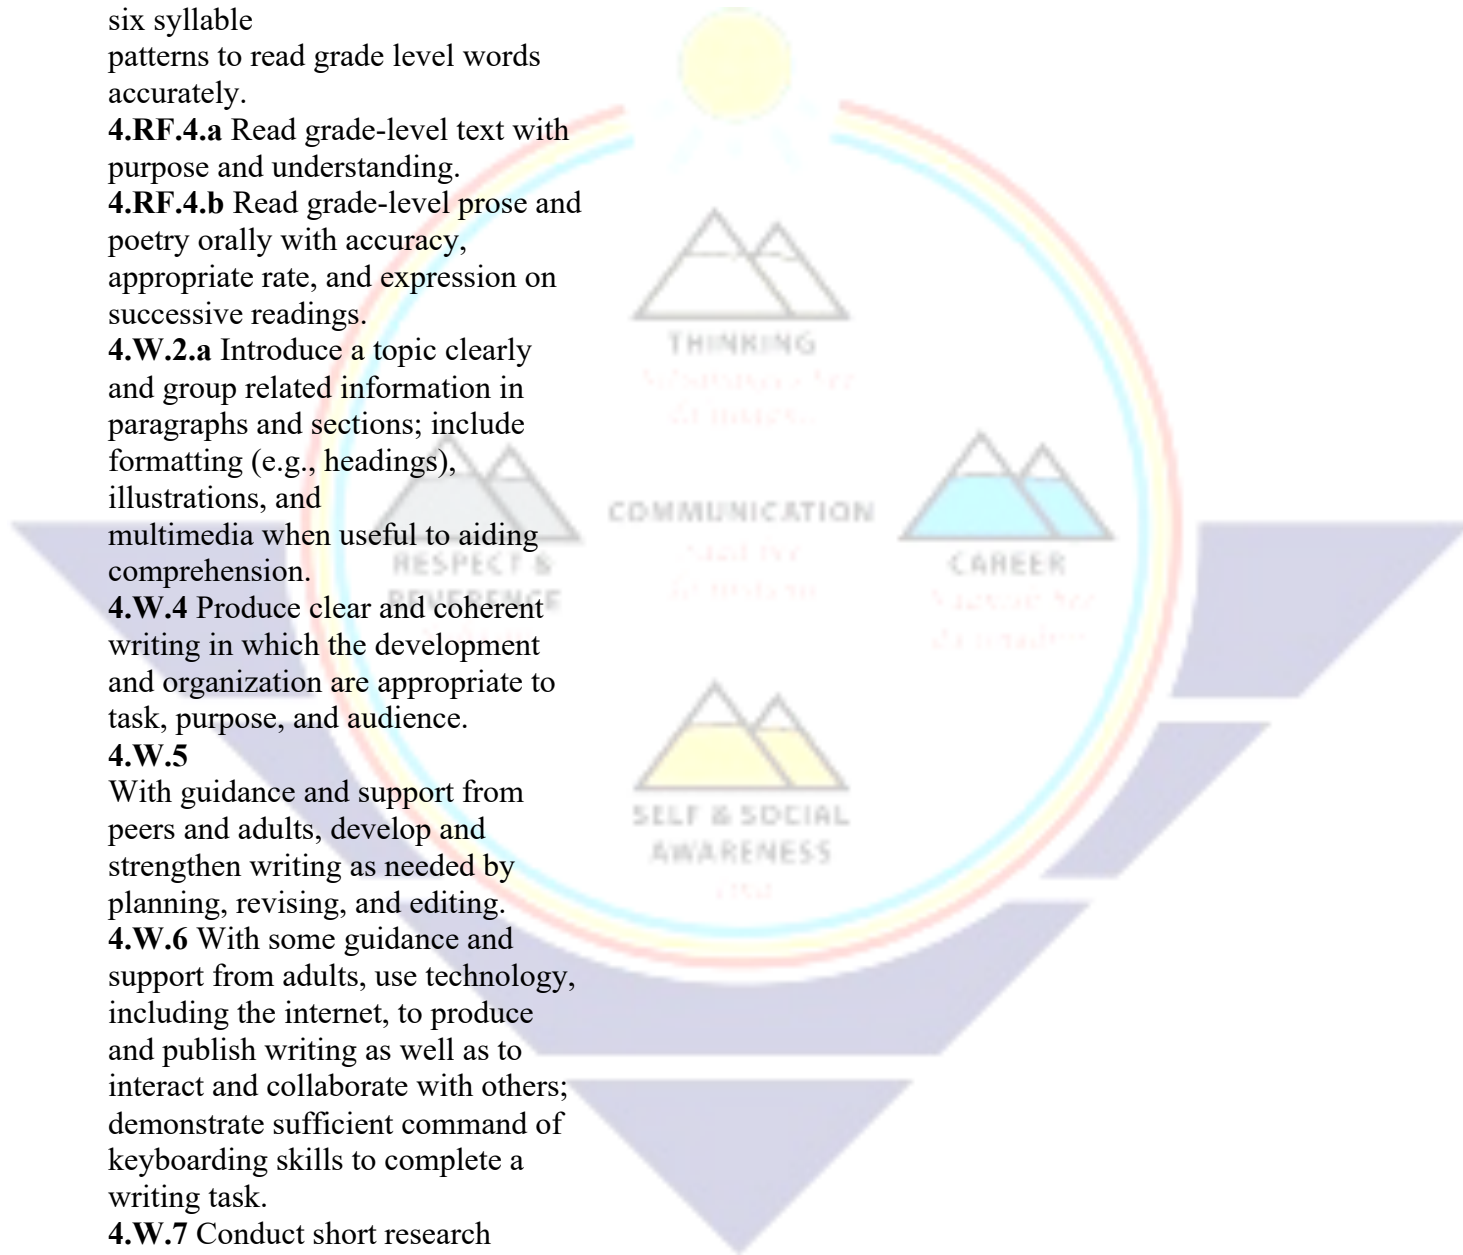 six syllable
patterns to read grade level words
accurately.
4.RF.4.a Read grade-level text with
purpose and understanding.
4.RF.4.b Read grade-level prose and
poetry orally with accuracy,
appropriate rate, and expression on
successive readings.
4.W.2.a Introduce a topic clearly
and group related information in
paragraphs and sections; include
formatting (e.g., headings),
illustrations, and
multimedia when useful to aiding
comprehension.
4.W.4 Produce clear and coherent
writing in which the development
and organization are appropriate to
task, purpose, and audience.
4.W.5
With guidance and support from
peers and adults, develop and
strengthen writing as needed by
planning, revising, and editing.
4.W.6 With some guidance and
support from adults, use technology,
including the internet, to produce
and publish writing as well as to
interact and collaborate with others;
demonstrate sufficient command of
keyboarding skills to complete a
writing task.
4.W.7 Conduct short research
THINKING
RESPECT &
REVERENCE
COMMUNICATION
CAREER
SELF & SOCIAL
AWARENESS